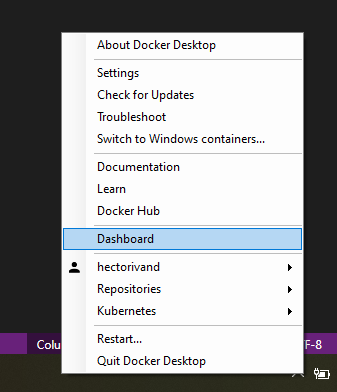 About Docker Desktop
Settings
Check for Updates
Troubleshoot
Switch to Windows containers...
Documentation
Learn
Docker Hub
Dashboard
hectorivand
Repositories
Kubernetes
Restart...
Colu
F-8
Quit Docker Desktop